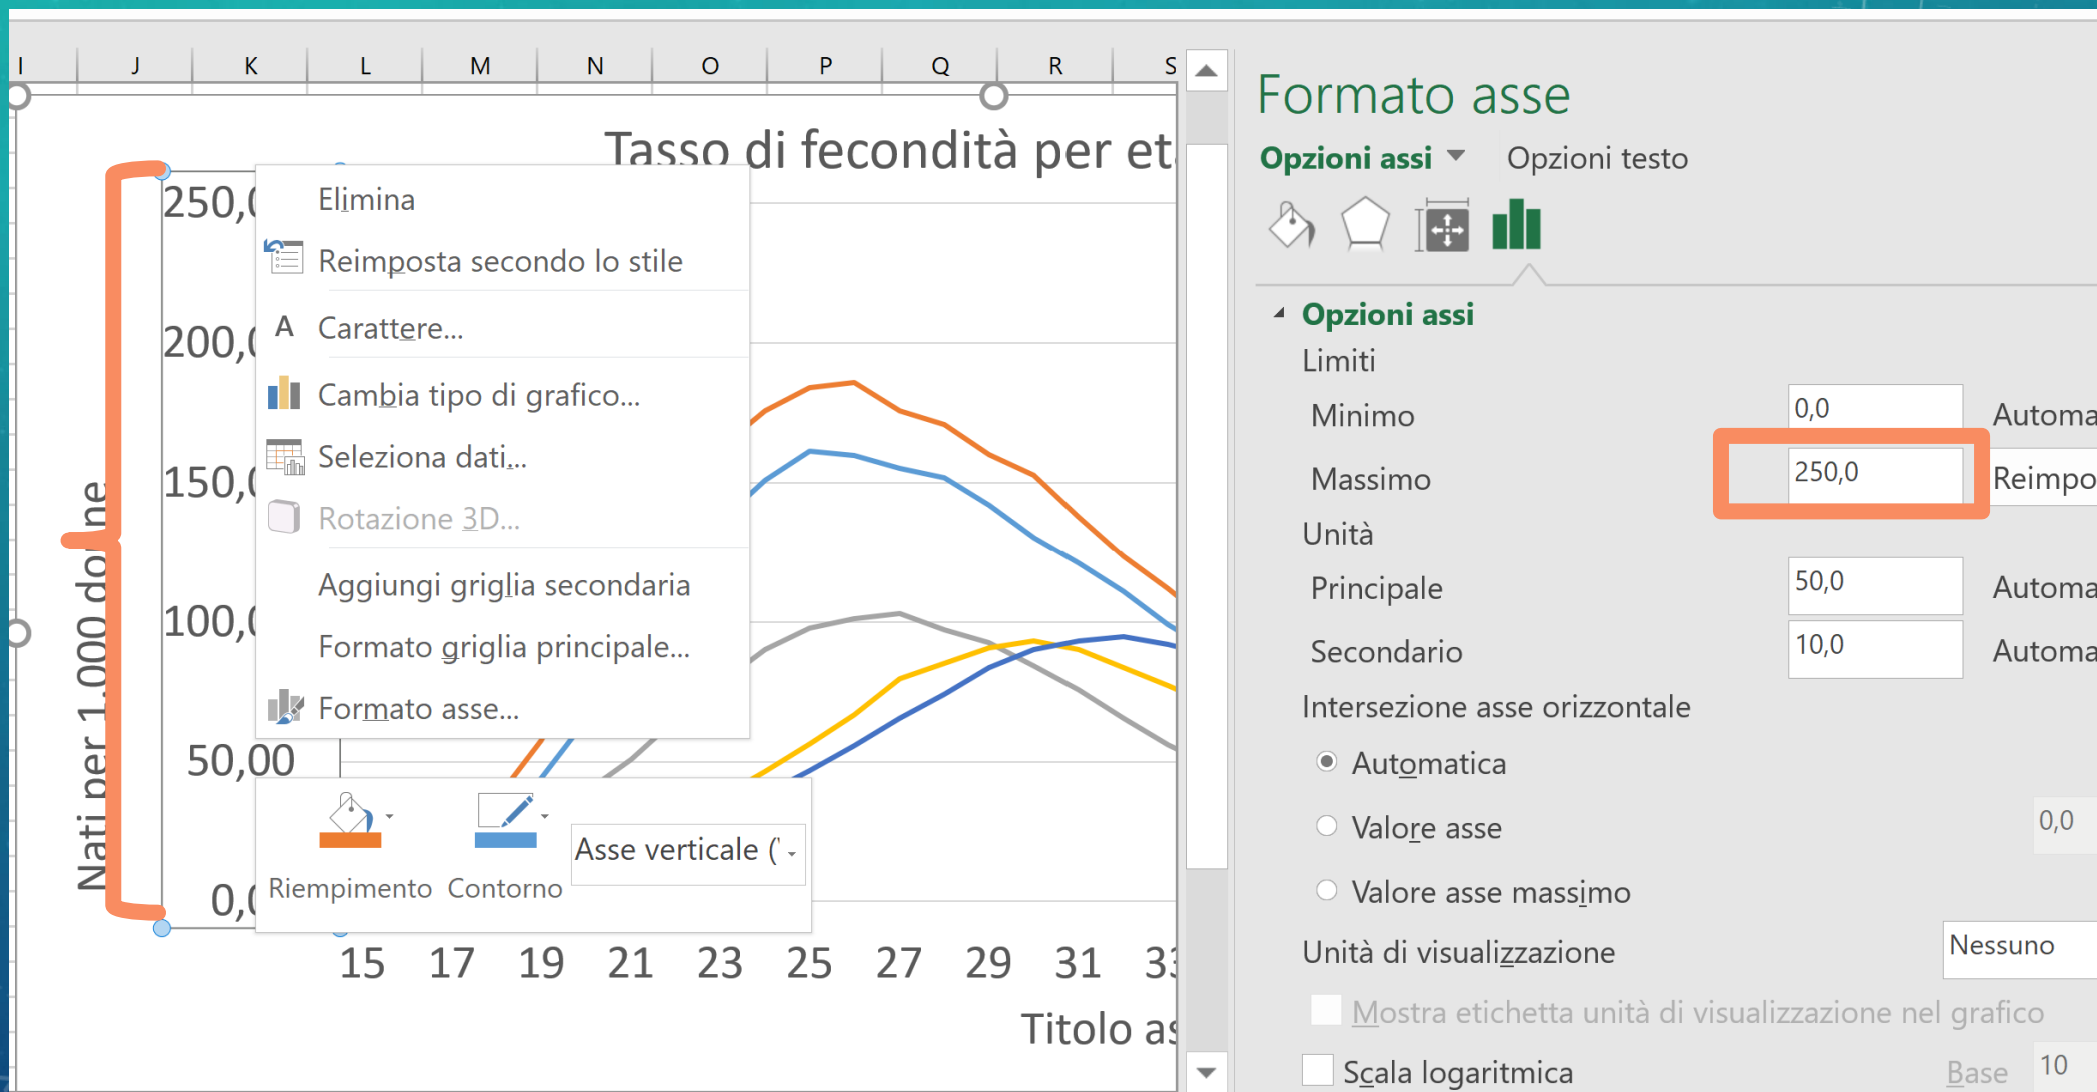 I J K L M N O P Q R S
Tasso di fecondità per et
Nati per 1.000 do ne
250,
200,
150,
100,
50,00
0,
15 17 19 21 23 25 27 29 31 33
Titolo as
Elimina
Reimposta secondo lo stile
A Carattere...
Cambia tipo di grafico...
Seleziona dati...
Rotazione 3D...
Aggiungi griglia secondaria
Formato griglia principale...
Formato asse...
Riempimento Contorno
Asse verticale ('
Formato asse
Opzioni assi Opzioni testo
Opzioni assi
Limiti
Minimo 0,0 Automa
Massimo 250,0 Reimpo
Unità
Principale 50,0 Automa
Secondario 10,0 Automa
Intersezione asse orizzontale
Automatica
Valore asse 0,0
Valore asse massimo
Unità di visualizzazione Nessuno
Mostra etichetta unità di visualizzazione nel grafico
Scala logaritmica Base 10